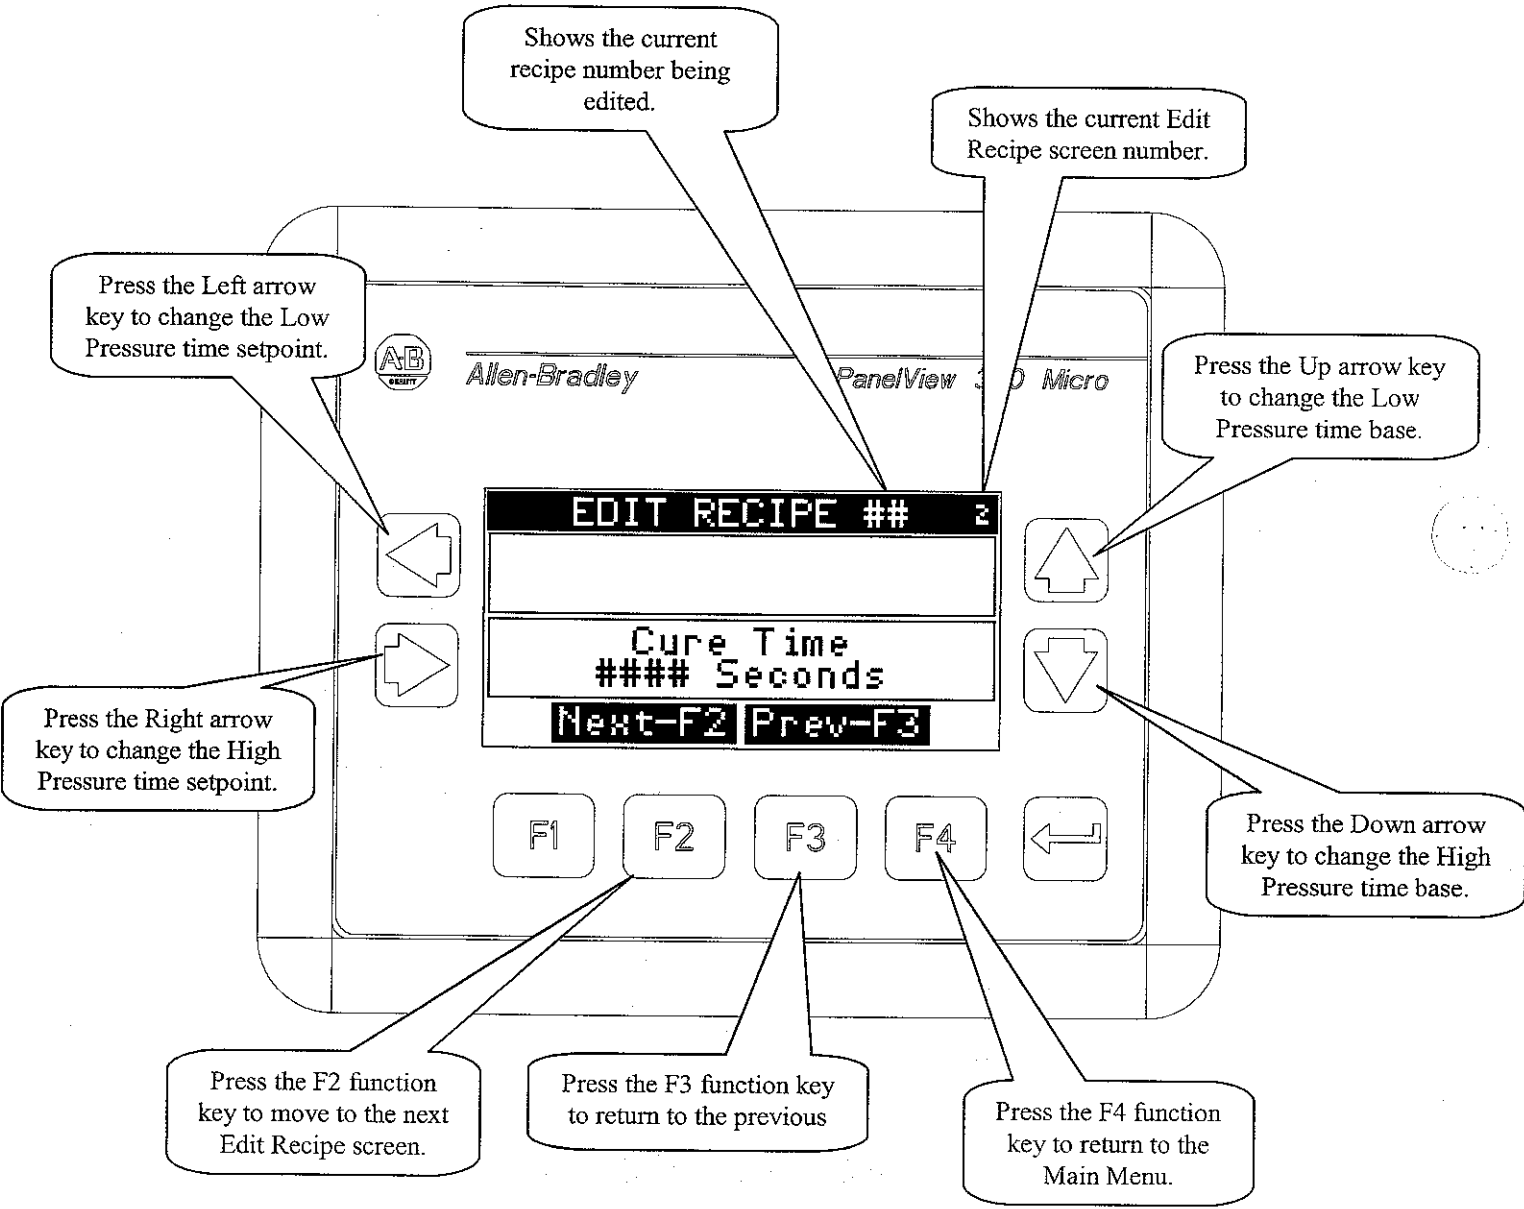 Shows the current
recipe number being
edited.
Shows the current Edit
Recipe screen number.
Press the Left arrow
key to change the Low
Pressure time setpoint.
A-B
Allen-Bradley
PanelView
Micro
Press the Up arrow key
to change the Low
Pressure time base.
EDIT RECIPE ## 2
Cure Time
#### Seconds
Next-F2 Prev-F3
Press the Right arrow
key to change the High
Pressure time setpoint.
F1 F2 F3 F4
Press the Down arrow
key to change the High
Pressure time base.
Press the F2 function
key to move to the next
Edit Recipe screen.
Press the F3 function key
to return to the previous
Press the F4 function
key to return to the
Main Menu.